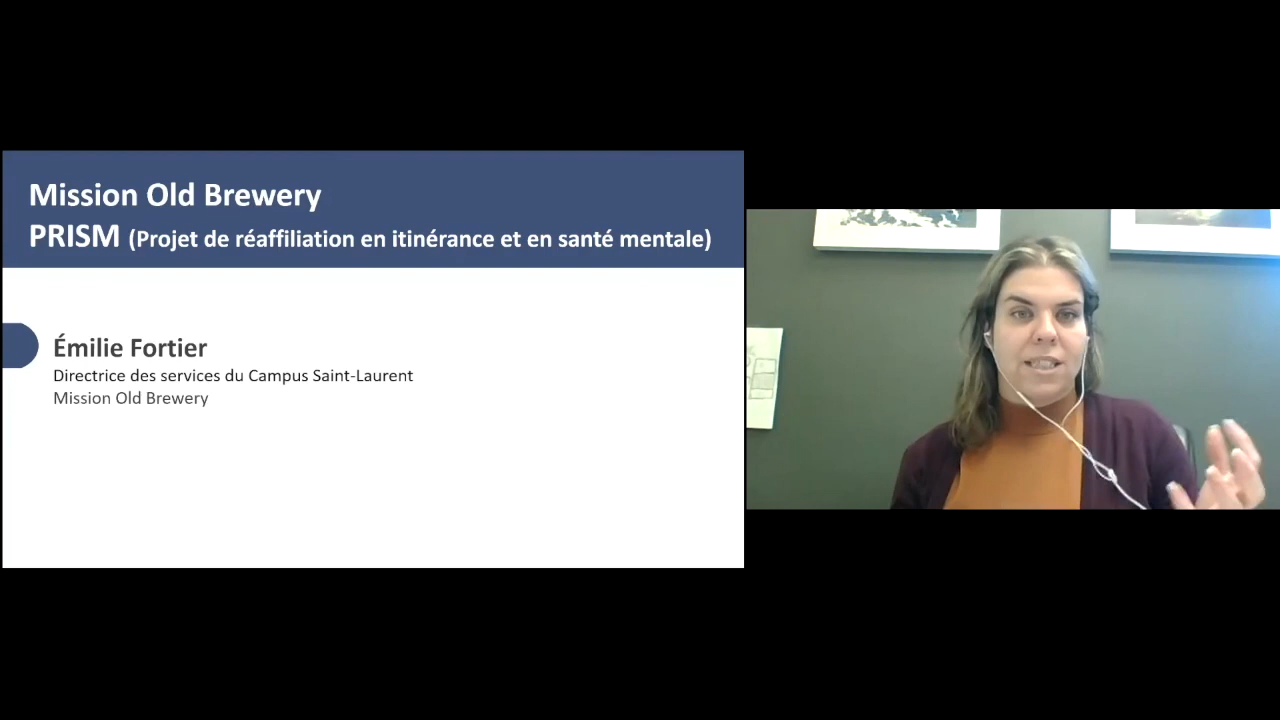 Mission Old Brewery
PRISM (Projet de réaffiliation en itinérance et en santé mentale)
Émilie Fortier
Directrice des services du Campus Saint-Laurent
Mission Old Brewery